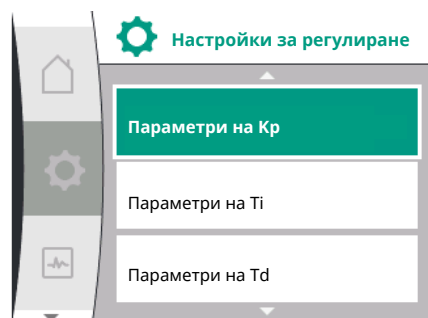 Настройки за регулиране
Параметри на Kp
Параметри на Ti
Параметри на Td